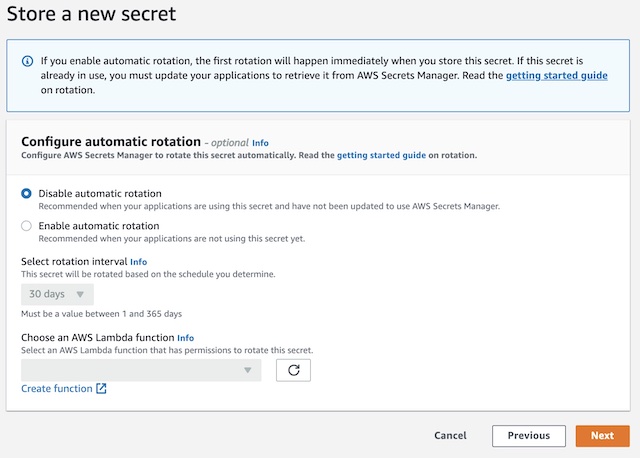 Store a new secret
If you enable automatic rotation, the first rotation will happen immediately when you store this secret. If this secret is
already in use, you must update your applications to retrieve it from AWS Secrets Manager. Read the getting started guide
on rotation.
Configure automatic rotation - optional Info
Configure AWS Secrets Manager to rotate this secret automatically. Read the getting started guide on rotation.
Disable automatic rotation
Recommended when your applications are using this secret and have not been updated to use AWS Secrets Manager.
Enable automatic rotation
Recommended when your applications are not using this secret yet.
Select rotation interval Info
This secret will be rotated based on the schedule you determine.
30 days
Must be a value between 1 and 365 days
Choose an AWS Lambda function Info
Select an AWS Lambda function that has permissions to rotate this secret.
Create function
Cancel Previous Next